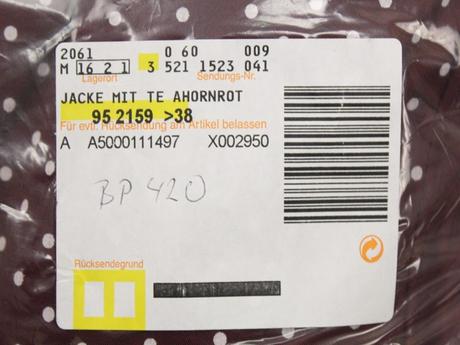 2061 0 60 009
M 16 2 1 3 521 1523 041
Lagerort Sendungs-Nr.
JACKE MIT TE AHORNROT
95 2159 >38
Für evtl. Rücksendung am Artikel belassen
A A5000111497 X002950
BP 420
Rücksendegrund